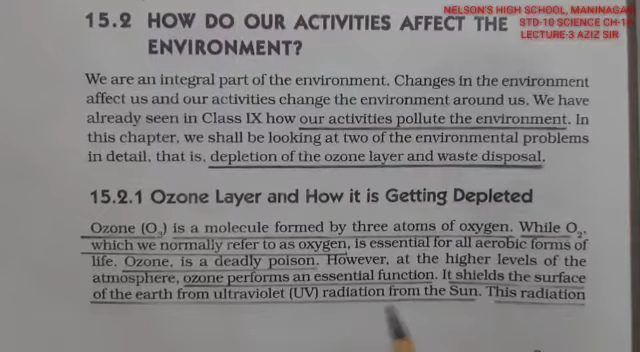 NELSON'S HIGH SCHOOL, MANINAGAR
STD-10 SCIENCE CH-15
LECTURE-3 AZIZ SIR
15.2 HOW DO OUR ACTIVITIES AFFECT THE
ENVIRONMENT?
We are an integral part of the environment. Changes in the environment
affect us and our activities change the environment around us. We have
already seen in Class IX how our activities pollute the environment. In
this chapter, we shall be looking at two of the environmental problems
in detail, that is, depletion of the ozone layer and waste disposal.
15.2.1 Ozone Layer and How it is Getting Depleted
Ozone (O₃) is a molecule formed by three atoms of oxygen. While O₂,
which we normally refer to as oxygen, is essential for all aerobic forms of
life. Ozone, is a deadly poison. However, at the higher levels of the
atmosphere, ozone performs an essential function. It shields the surface
of the earth from ultraviolet (UV) radiation from the Sun. This radiation